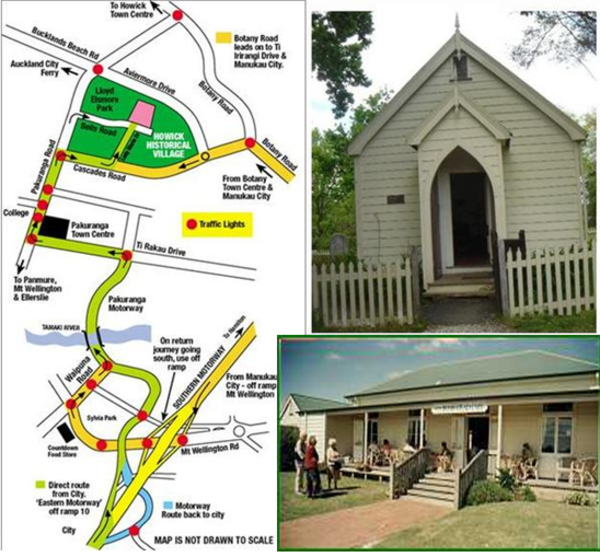 To Howick
Town Centre
Bucklands Beach Rd
Botany Road
leads on to Ti
Irirangi Drive &
Manukau City.
Auckland City
Ferry
Aviermore Drive
Lloyd
Elsmore
Park
Botany Road
Bells Road
HOWICK
HISTORICAL
VILLAGE
Botany Road
Pakuranga Road
Cascades Road
From Botany
Town Centre &
Manukau City
College
Pakuranga
Town Centre
Traffic Lights
Ti Rakau Drive
To Panmure,
Mt Wellington
& Ellerslie
Pakuranga
Motorway
TAMAKI RIVER
On return
journey going
south, use off
ramp
To Hamilton
SOUTHERN MOTORWAY
Waipuna
Road
From Manukau
City - off ramp
Mt Wellington
Sylvia Park
Countdown
Food Store
Mt Wellington Rd
Direct route
from City.
'Eastern Motorway'
off ramp 10
Motorway
Route back to city
City
MAP IS NOT DRAWN TO SCALE